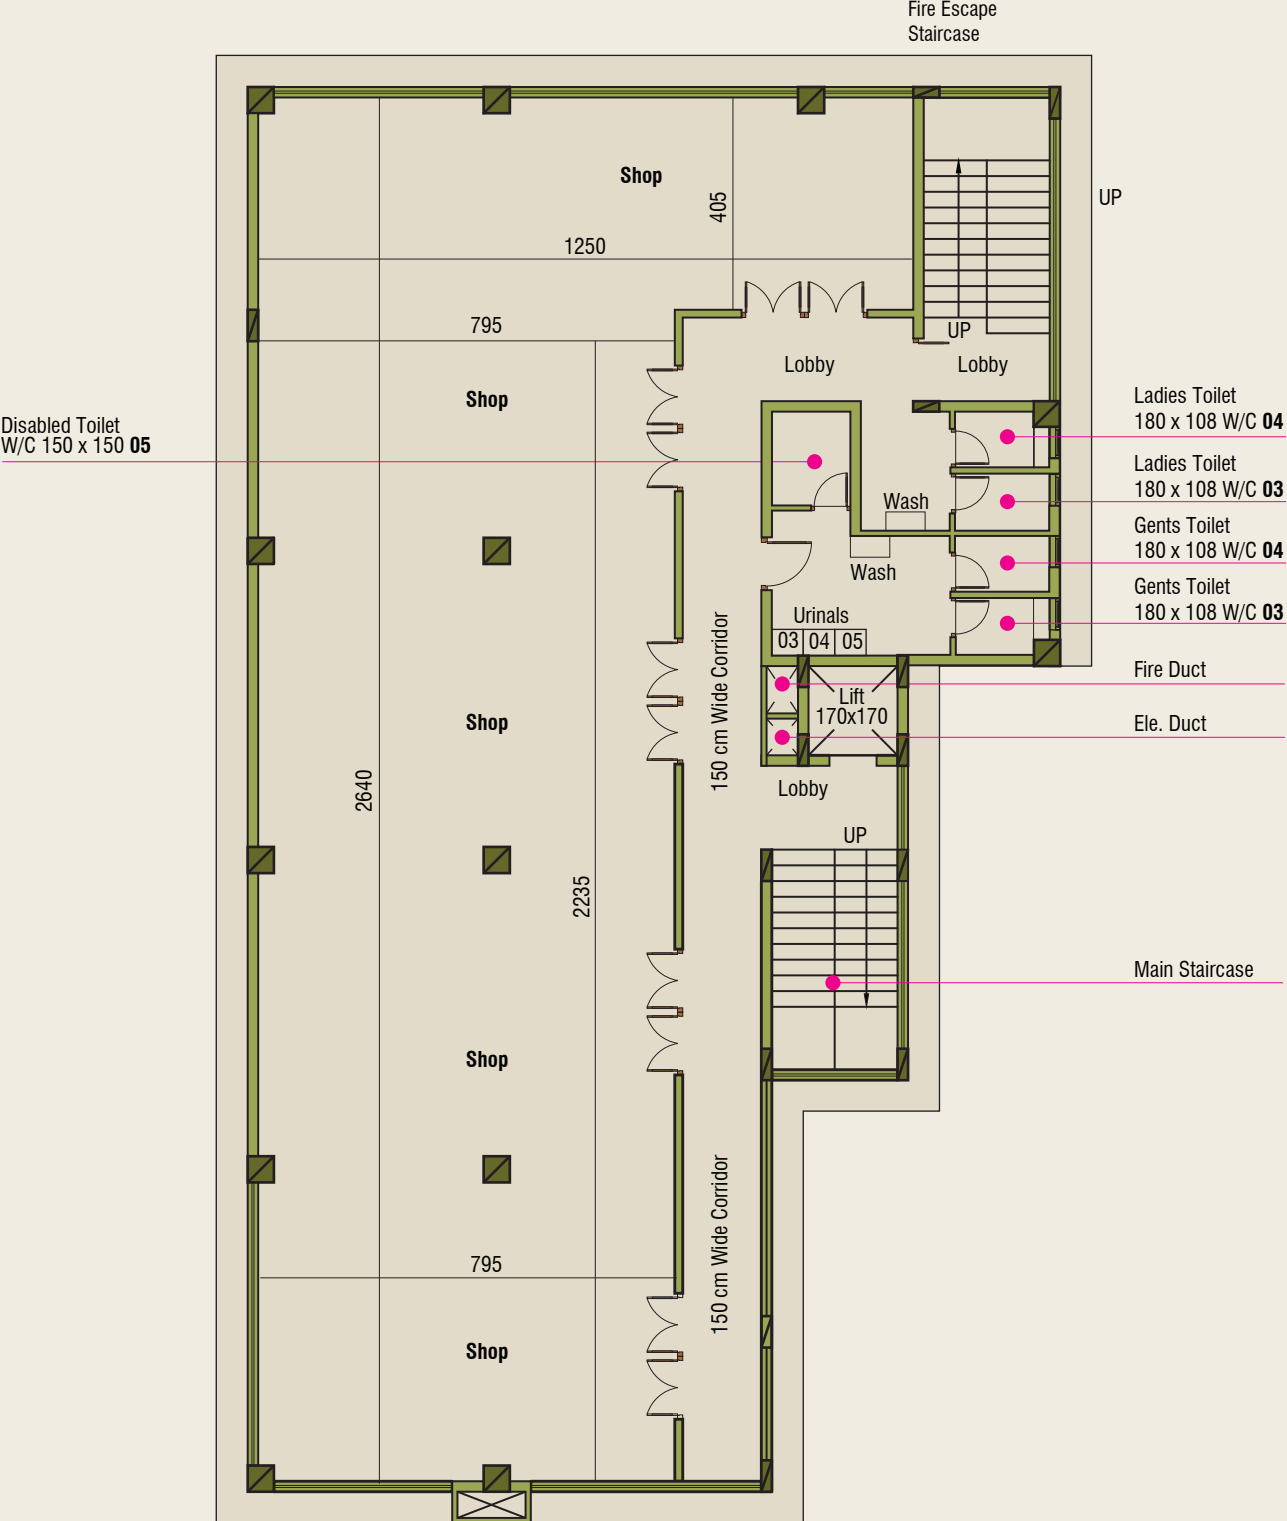 Fire Escape
Staircase
Shop
405
UP
1250
795
UP
Lobby
Lobby
Shop
Disabled Toilet
W/C 150 x 150 05
Ladies Toilet
180 x 108 W/C 04
Ladies Toilet
180 x 108 W/C 03
Wash
Gents Toilet
180 x 108 W/C 04
Wash
Gents Toilet
180 x 108 W/C 03
Urinals
03 04 05
Fire Duct
Lift
170x170
Ele. Duct
Shop
150 cm Wide Corridor
2640
Lobby
UP
2235
Main Staircase
Shop
150 cm Wide Corridor
795
Shop